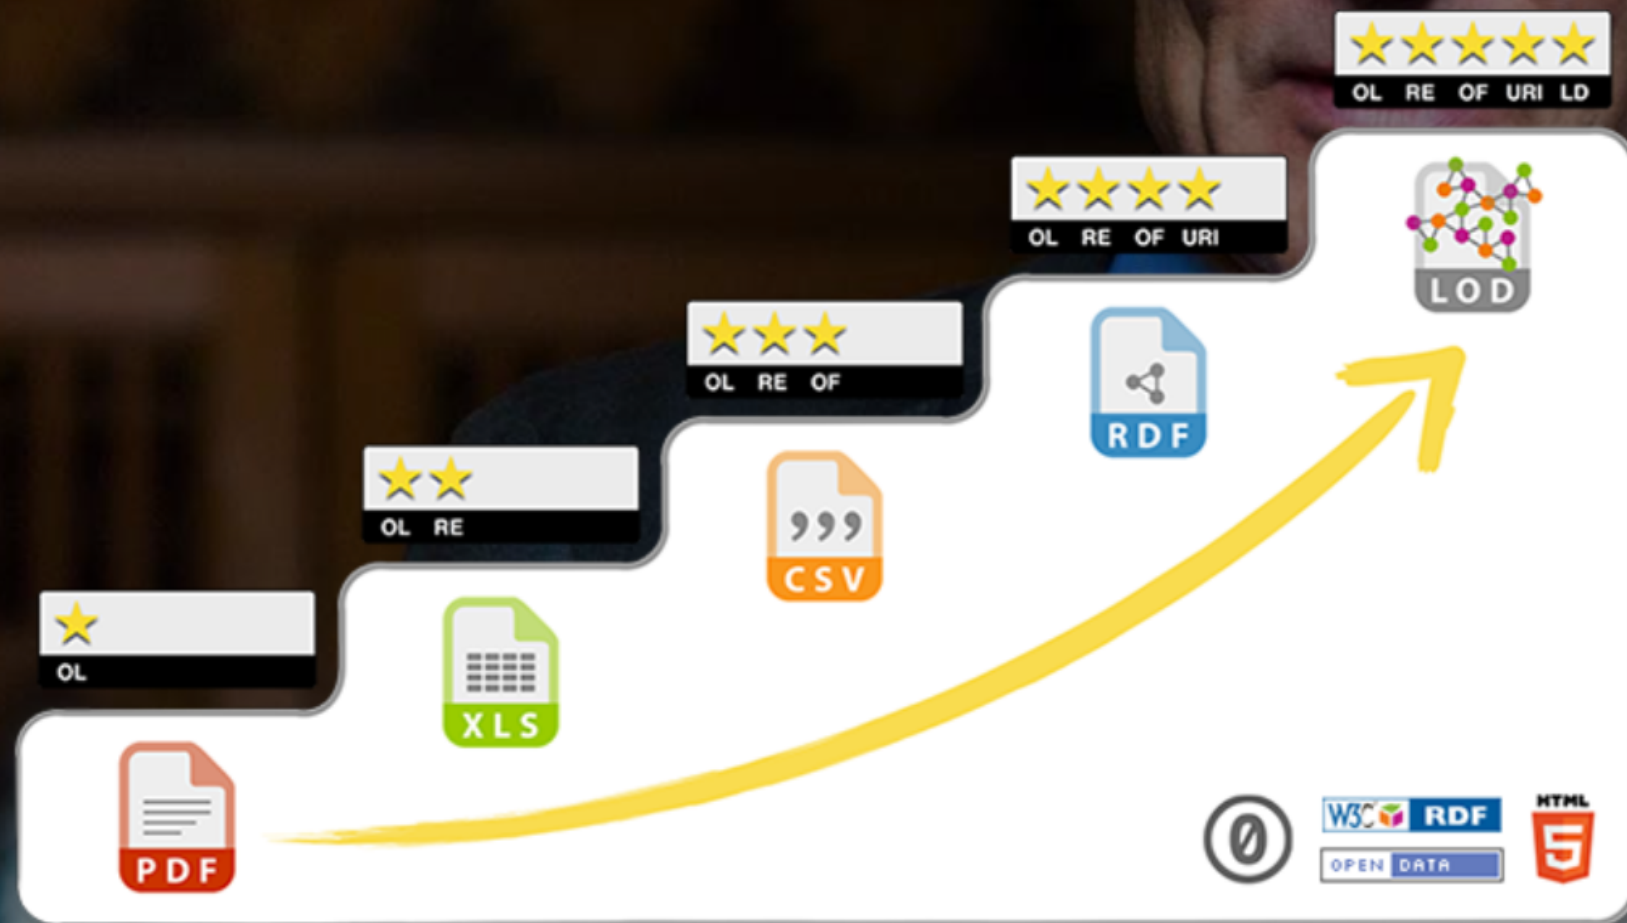 OL RE OF URI LD
LOD
OL RE OF URI
RDF
OL RE OF
CSV
OL RE
XLS
OL
PDF
0
W3C RDF
OPEN DATA
HTML
5